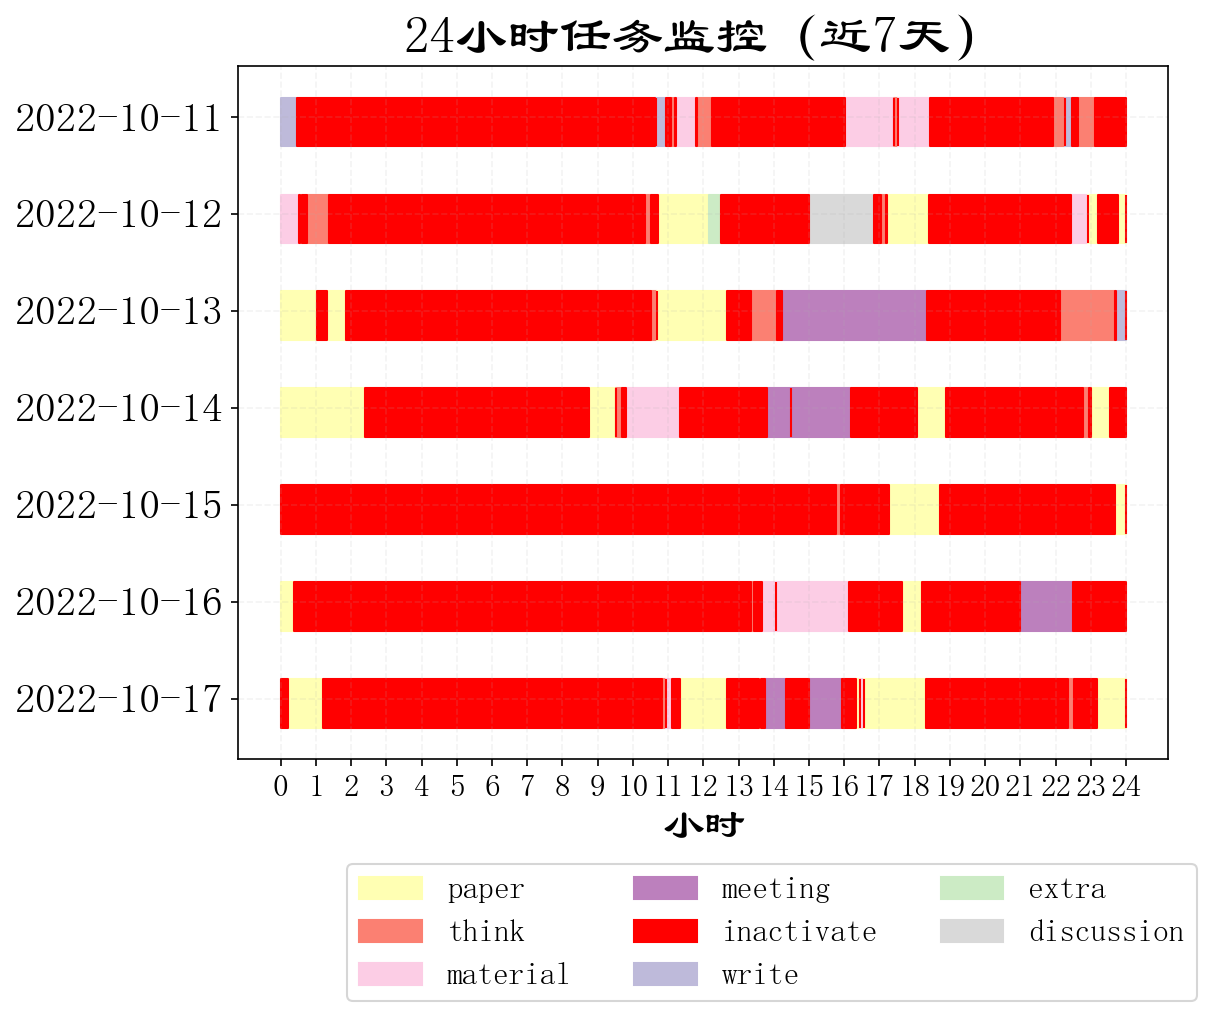 24小时任务监控 (近7天)
2022-10-11
2022-10-12
2022-10-13
2022-10-14
2022-10-15
2022-10-16
2022-10-17
0 1 2 3 4 5 6 7 8 9 10 11 12 13 14 15 16 17 18 19 20 21 22 23 24
小时
paper meeting extra
think inactivate discussion
material write